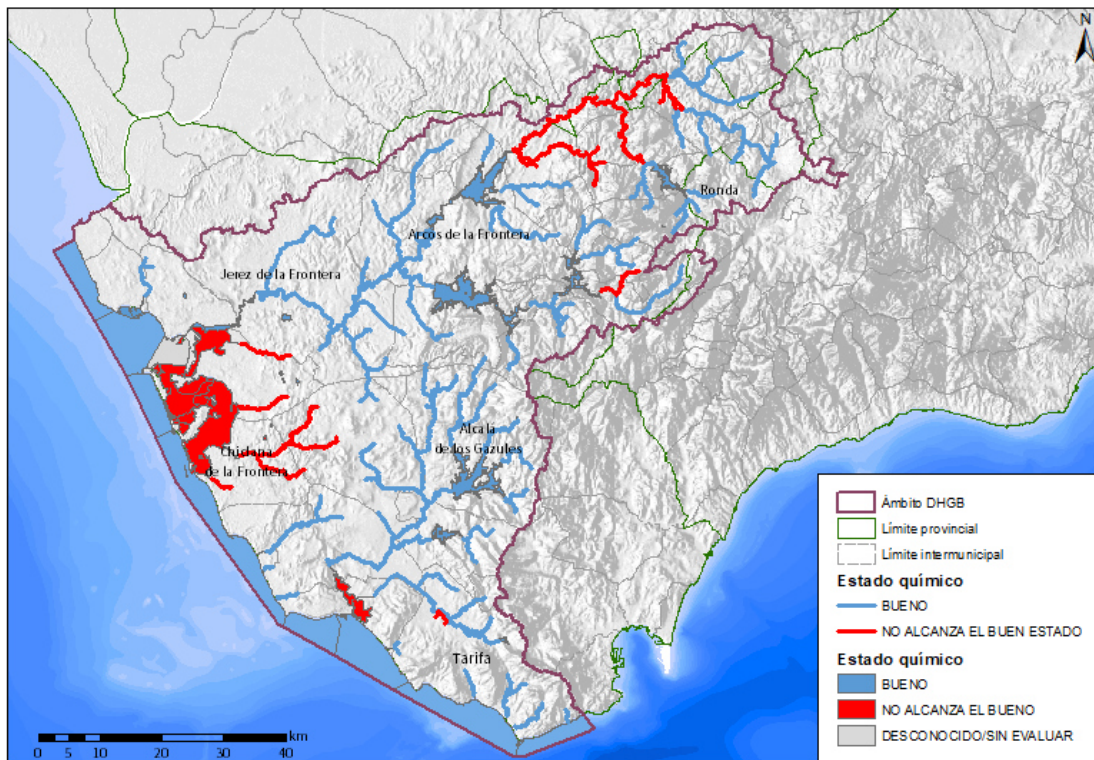 N
Ronda
Arcos de la Frontera
Jerez de la Frontera
Alcala
de los Gazules
Chiclana
de la Frontera
Tarifa
Ámbito DHGB
Límite provincial
Límite intermunicipal
Estado químico
BUENO
NO ALCANZA EL BUEN ESTADO
Estado químico
BUENO
NO ALCANZA EL BUENO
DESCONOCIDO/SIN EVALUAR
km
0 5 10 20 30 40